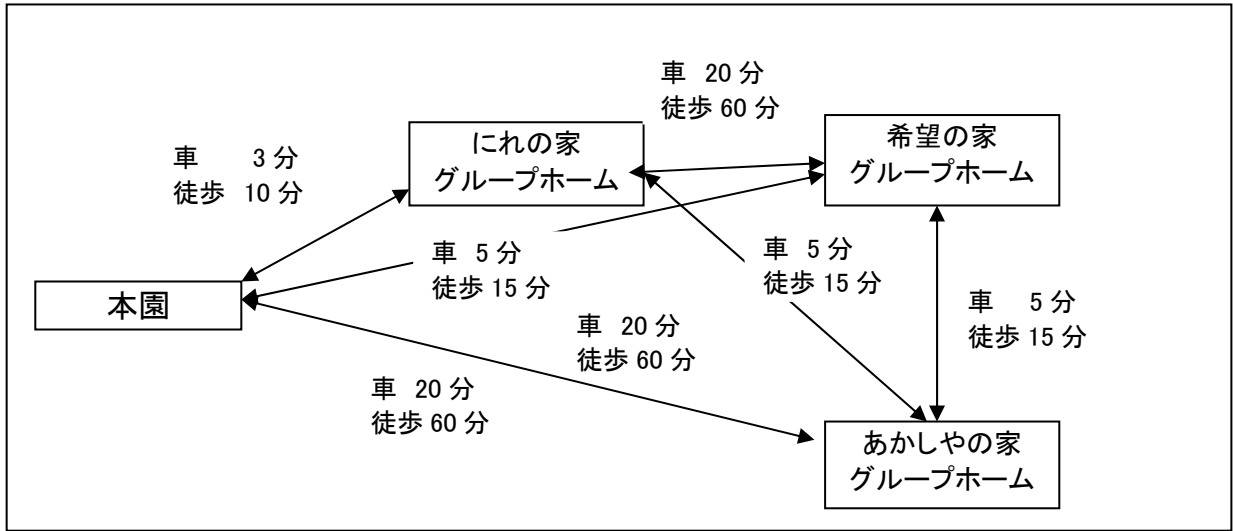 車 20分
徒歩 60分
にれの家
グループホーム
希望の家
グループホーム
車 3分
徒歩 10分
車 5分
徒歩 15分
車 5分
徒歩 15分
本園
車 5分
徒歩 15分
車 20分
徒歩 60分
車 20分
徒歩 60分
あかしやの家
グループホーム